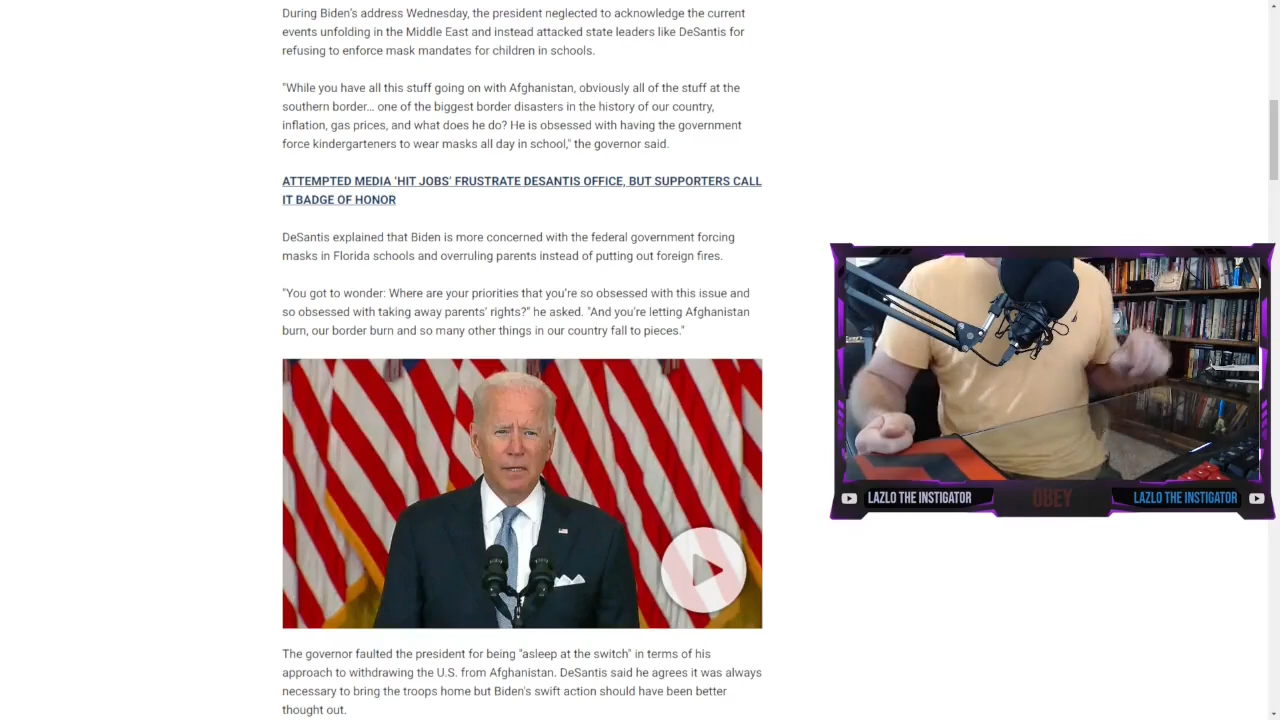 During Biden's address Wednesday, the president neglected to acknowledge the current
events unfolding in the Middle East and instead attacked state leaders like DeSantis for
refusing to enforce mask mandates for children in schools.
"While you have all this stuff going on with Afghanistan, obviously all of the stuff at the
southern border… one of the biggest border disasters in the history of our country,
inflation, gas prices, and what does he do? He is obsessed with having the government
force kindergarteners to wear masks all day in school," the governor said.
ATTEMPTED MEDIA 'HIT JOBS' FRUSTRATE DESANTIS OFFICE, BUT SUPPORTERS CALL
IT BADGE OF HONOR
DeSantis explained that Biden is more concerned with the federal government forcing
masks in Florida schools and overruling parents instead of putting out foreign fires.
"You got to wonder: Where are your priorities that you're so obsessed with this issue and
so obsessed with taking away parents' rights?" he asked. "And you're letting Afghanistan
burn, our border burn and so many other things in our country fall to pieces."
The governor faulted the president for being "asleep at the switch" in terms of his
approach to withdrawing the U.S. from Afghanistan. DeSantis said he agrees it was always
necessary to bring the troops home but Biden's swift action should have been better
thought out.
LAZLO THE INSTIGATOR
OBEY
LAZLO THE INSTIGATOR